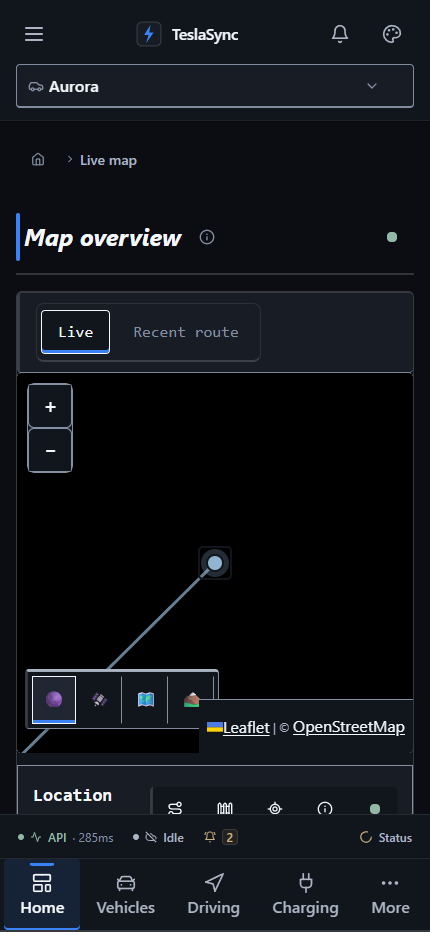 TeslaSync
Aurora
Live map
Map overview
Live
Recent route
+
−
Leaflet | © OpenStreetMap
Location
API · 285ms
Idle
2
Status
Home
Vehicles
Driving
Charging
More